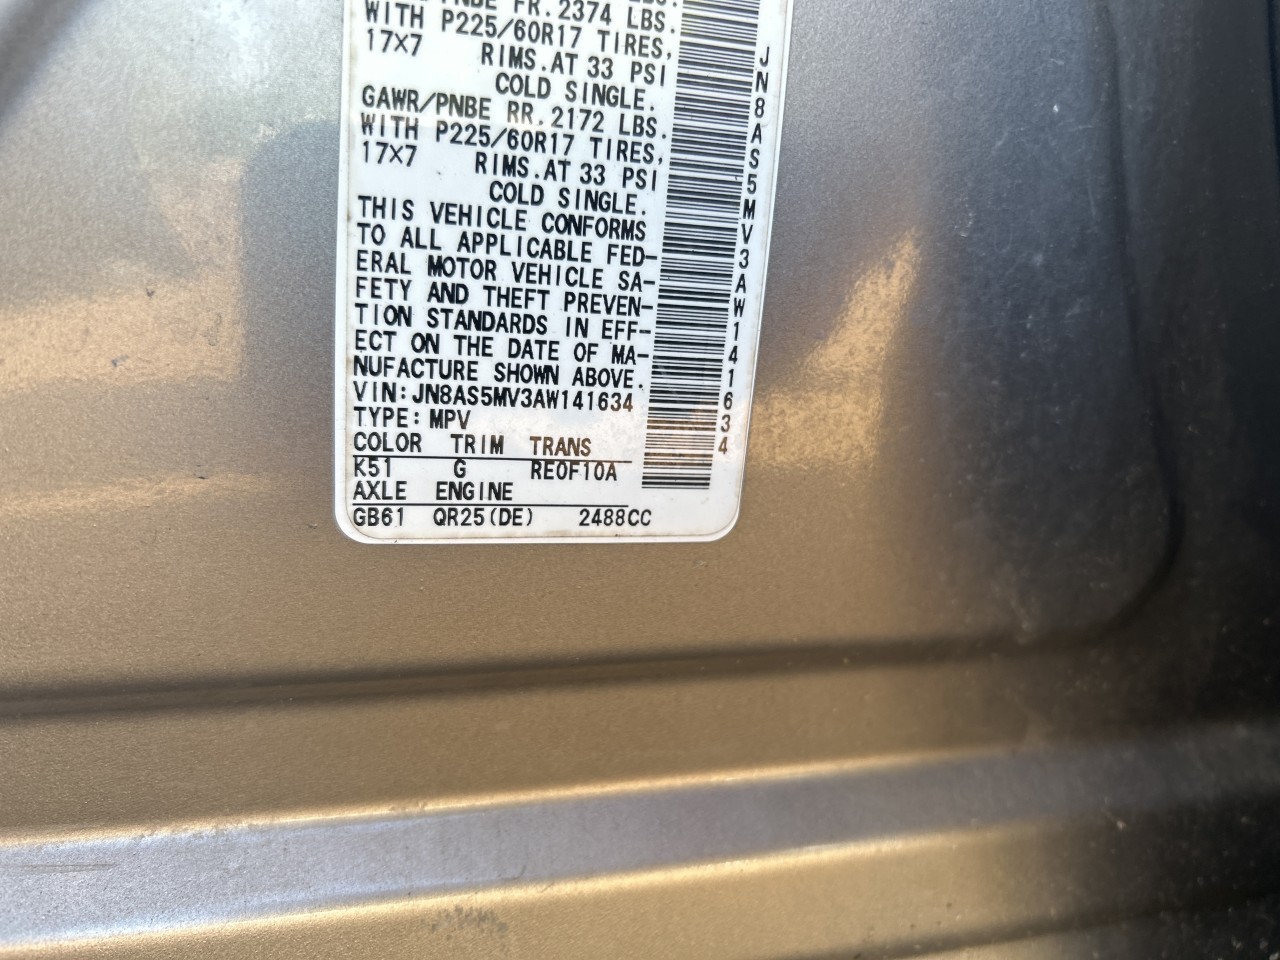 FR.2374 LBS.
WITH P225/60R17 TIRES,
17X7 RIMS.AT 33 PSI
COLD SINGLE.
GAWR/PNBE RR.2172 LBS.
WITH P225/60R17 TIRES,
17X7 RIMS.AT 33 PSI
COLD SINGLE.
THIS VEHICLE CONFORMS
TO ALL APPLICABLE FED-
ERAL MOTOR VEHICLE SA-
FETY AND THEFT PREVEN-
TION STANDARDS IN EFF-
ECT ON THE DATE OF MA-
NUFACTURE SHOWN ABOVE.
VIN:JN8AS5MV3AW141634
TYPE:MPV
COLOR TRIM TRANS
K51 G RE0F10A
AXLE ENGINE
GB61 QR25(DE) 2488CC
JN8AS5MV3AW141634